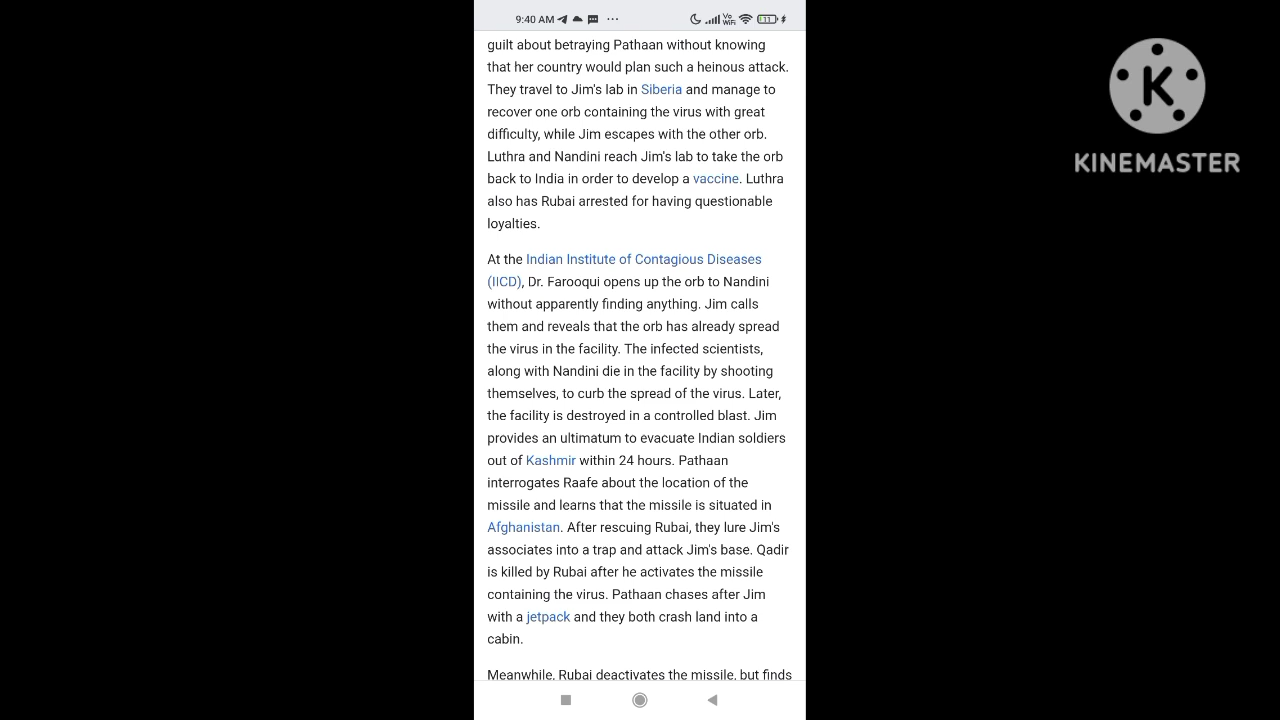 9:40 AM
Vo
WiFi
11
guilt about betraying Pathaan without knowing
that her country would plan such a heinous attack.
They travel to Jim's lab in Siberia and manage to
recover one orb containing the virus with great
difficulty, while Jim escapes with the other orb.
Luthra and Nandini reach Jim's lab to take the orb
back to India in order to develop a vaccine. Luthra
also has Rubai arrested for having questionable
loyalties.
At the Indian Institute of Contagious Diseases
(IICD), Dr. Farooqui opens up the orb to Nandini
without apparently finding anything. Jim calls
them and reveals that the orb has already spread
the virus in the facility. The infected scientists,
along with Nandini die in the facility by shooting
themselves, to curb the spread of the virus. Later,
the facility is destroyed in a controlled blast. Jim
provides an ultimatum to evacuate Indian soldiers
out of Kashmir within 24 hours. Pathaan
interrogates Raafe about the location of the
missile and learns that the missile is situated in
Afghanistan. After rescuing Rubai, they lure Jim's
associates into a trap and attack Jim's base. Qadir
is killed by Rubai after he activates the missile
containing the virus. Pathaan chases after Jim
with a jetpack and they both crash land into a
cabin.
Meanwhile, Rubai deactivates the missile, but finds
K
KINEMASTER